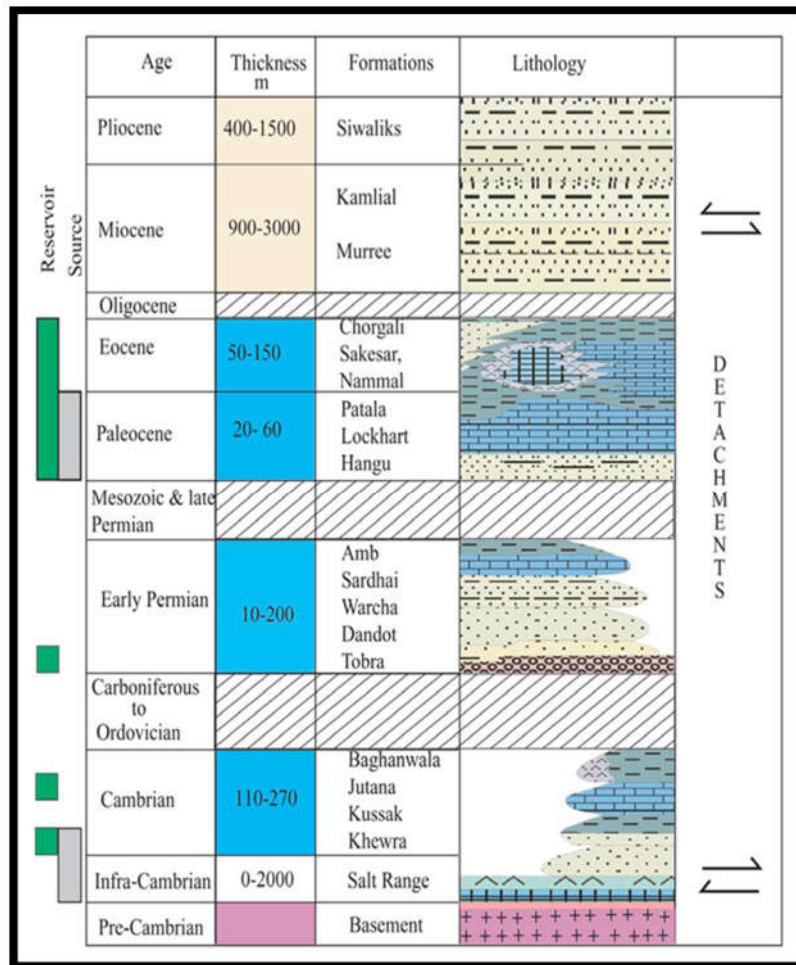 Age
Thickness
m
Formations
Lithology
Reservoir
Source
Pliocene
400-1500
Siwaliks
Miocene
900-3000
Kamlial
Murree
Oligocene
Eocene
50-150
Chorgali
Sakesar,
Nammal
Paleocene
20- 60
Patala
Lockhart
Hangu
Mesozoic & late
Permian
Early Permian
10-200
Amb
Sardhai
Warcha
Dandot
Tobra
Carboniferous
to
Ordovician
Cambrian
110-270
Baghanwala
Jutana
Kussak
Khewra
Infra-Cambrian
0-2000
Salt Range
Pre-Cambrian
Basement
DETACHMENTS